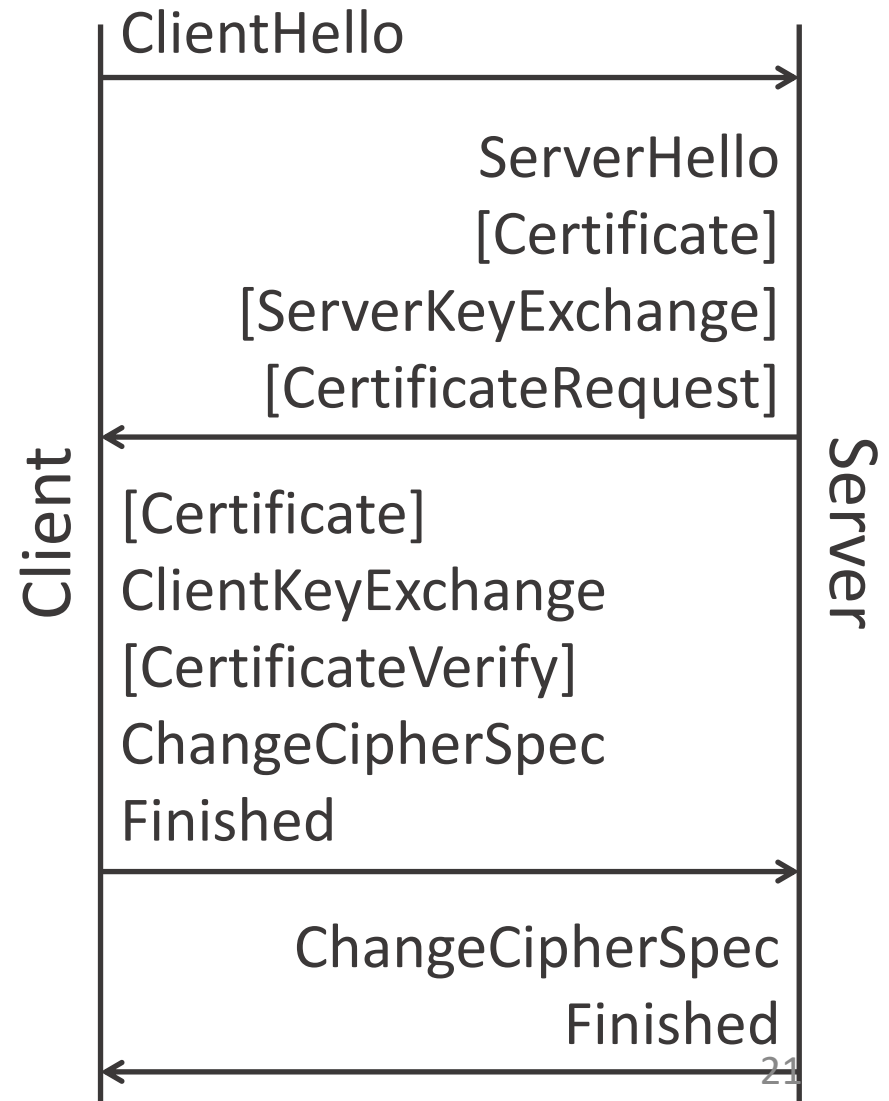 ClientHello
ServerHello
[Certificate]
[ServerKeyExchange]
[CertificateRequest]
Client
Server
[Certificate]
ClientKeyExchange
[CertificateVerify]
ChangeCipherSpec
Finished
ChangeCipherSpec
Finished
21